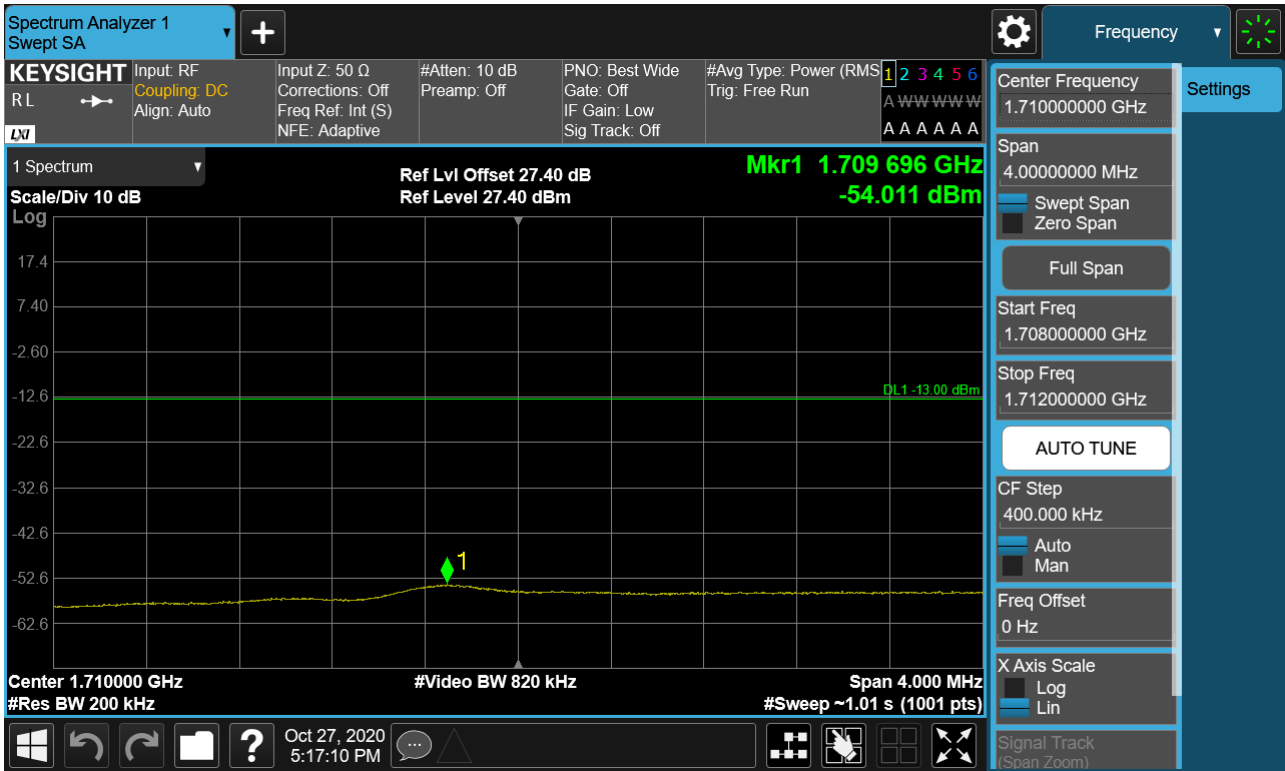 Spectrum Analyzer 1
Swept SA
Frequency
KEYSIGHT
R L
LXI
Input: RF
Coupling: DC
Align: Auto
Input Z: 50 Ω
Corrections: Off
Freq Ref: Int (S)
NFE: Adaptive
#Atten: 10 dB
Preamp: Off
PNO: Best Wide
Gate: Off
IF Gain: Low
Sig Track: Off
#Avg Type: Power (RMS
Trig: Free Run
1 2 3 4 5 6
A W W W W W
A A A A A A
1 Spectrum
Scale/Div 10 dB
Log
Ref Lvl Offset 27.40 dB
Ref Level 27.40 dBm
Mkr1 1.709 696 GHz
-54.011 dBm
17.4
7.40
-2.60
-12.6
-22.6
-32.6
-42.6
-52.6
-62.6
DL1 -13.00 dBm
1
Center 1.710000 GHz
#Res BW 200 kHz
#Video BW 820 kHz
Span 4.000 MHz
#Sweep ~1.01 s (1001 pts)
Center Frequency
1.710000000 GHz
Settings
Span
4.00000000 MHz
Swept Span
Zero Span
Full Span
Start Freq
1.708000000 GHz
Stop Freq
1.712000000 GHz
AUTO TUNE
CF Step
400.000 kHz
Auto
Man
Freq Offset
0 Hz
X Axis Scale
Log
Lin
Signal Track
(Span Zoom)
?
Oct 27, 2020
5:17:10 PM